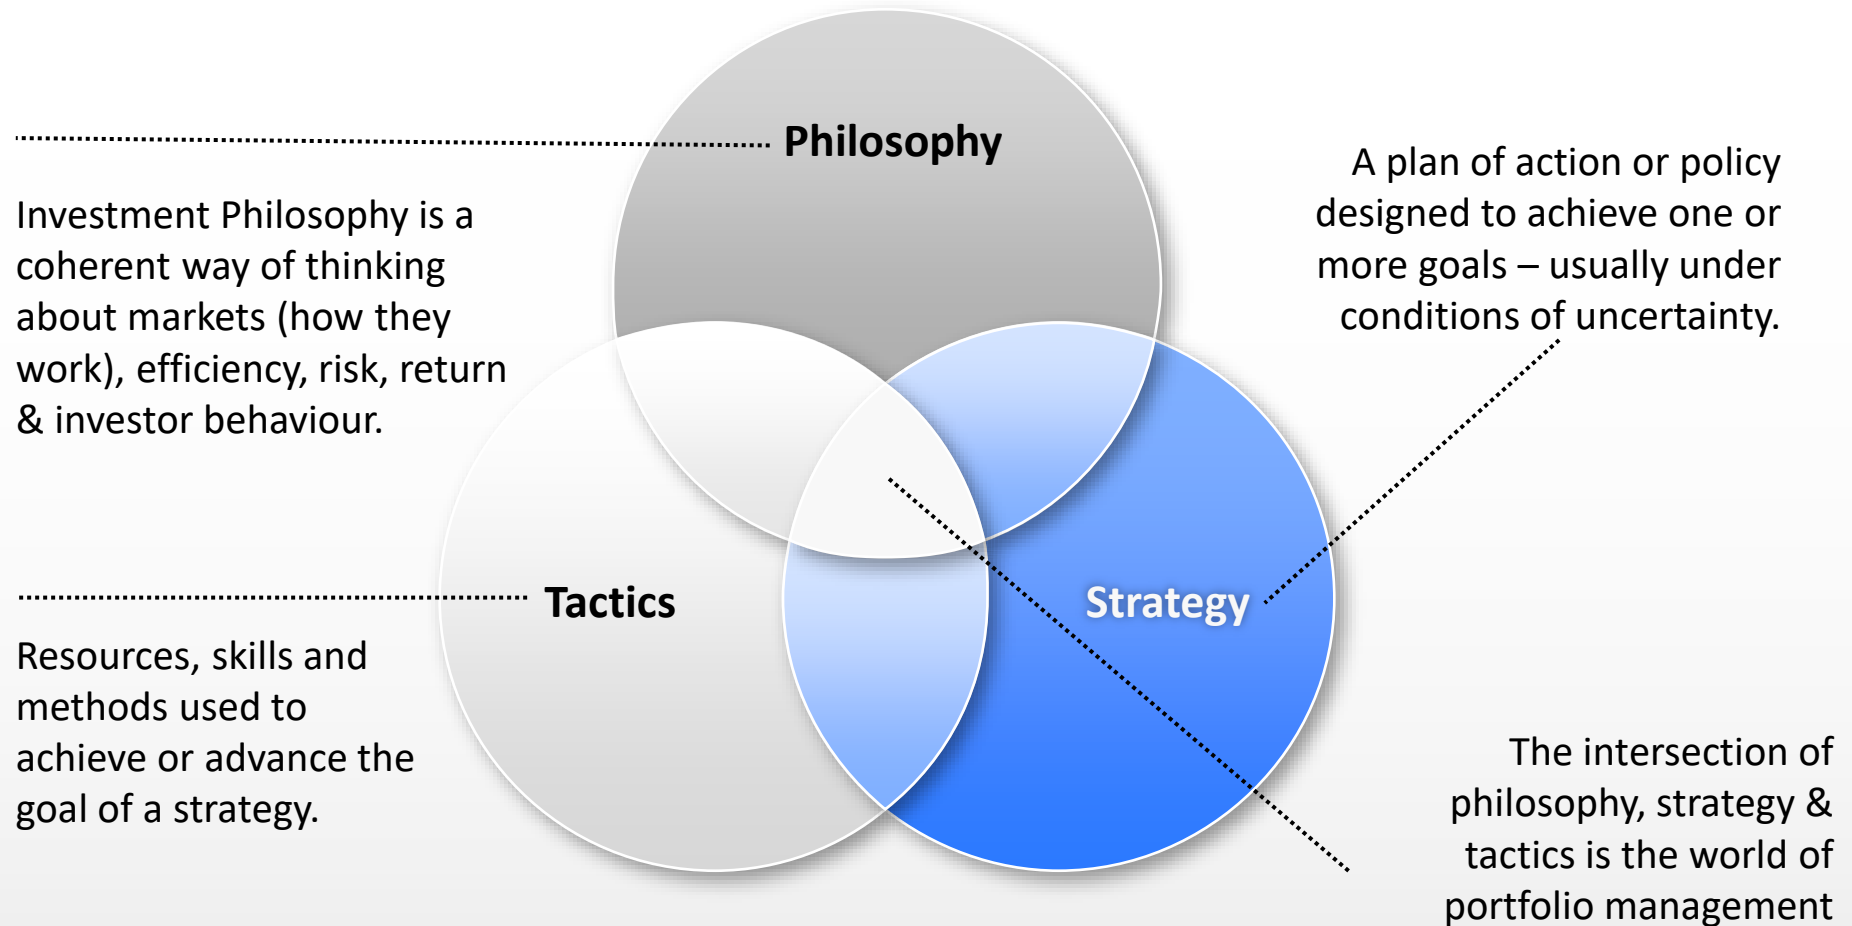 Philosophy
Investment Philosophy is a
coherent way of thinking
about markets (how they
work), efficiency, risk, return
& investor behaviour.
A plan of action or policy
designed to achieve one or
more goals – usually under
conditions of uncertainty.
Tactics
Strategy
Resources, skills and
methods used to
achieve or advance the
goal of a strategy.
The intersection of
philosophy, strategy &
tactics is the world of
portfolio management